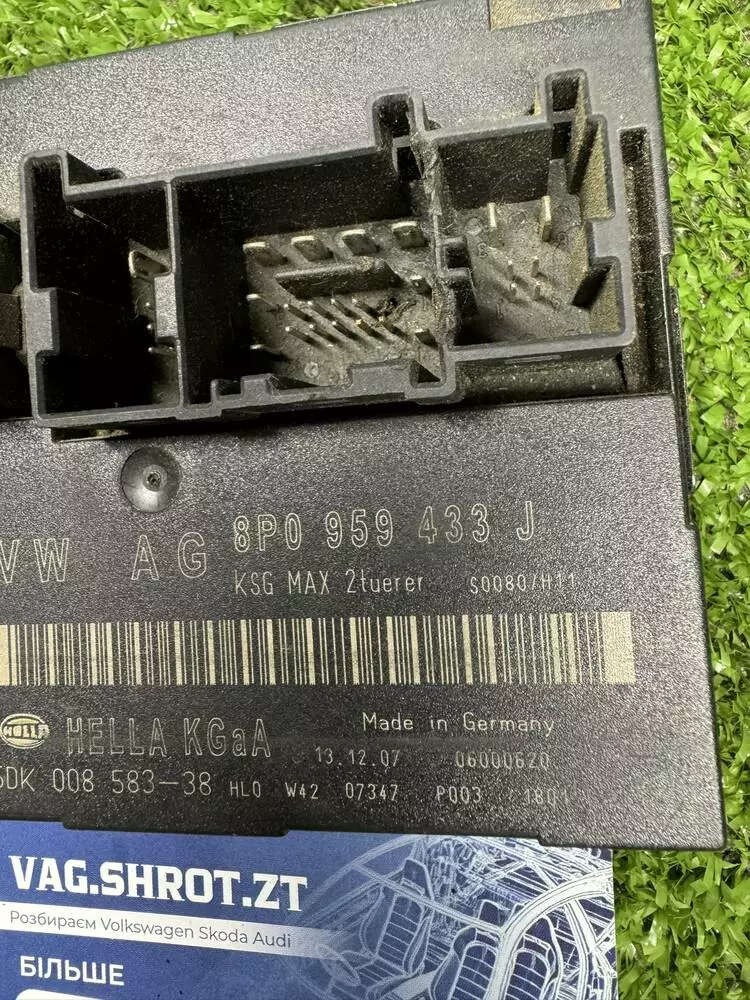 VW AG 8P0 959 433 J
KSG MAX 2tuerer S0080/H11
HELLA
HELLA KGaA Made in Germany
13.12.07 06000620
5DK 008 583-38 HL0 W42 07347 P003 1801
VAG.SHROT.ZT
Розбираєм Volkswagen Skoda Audi
БІЛЬШЕ